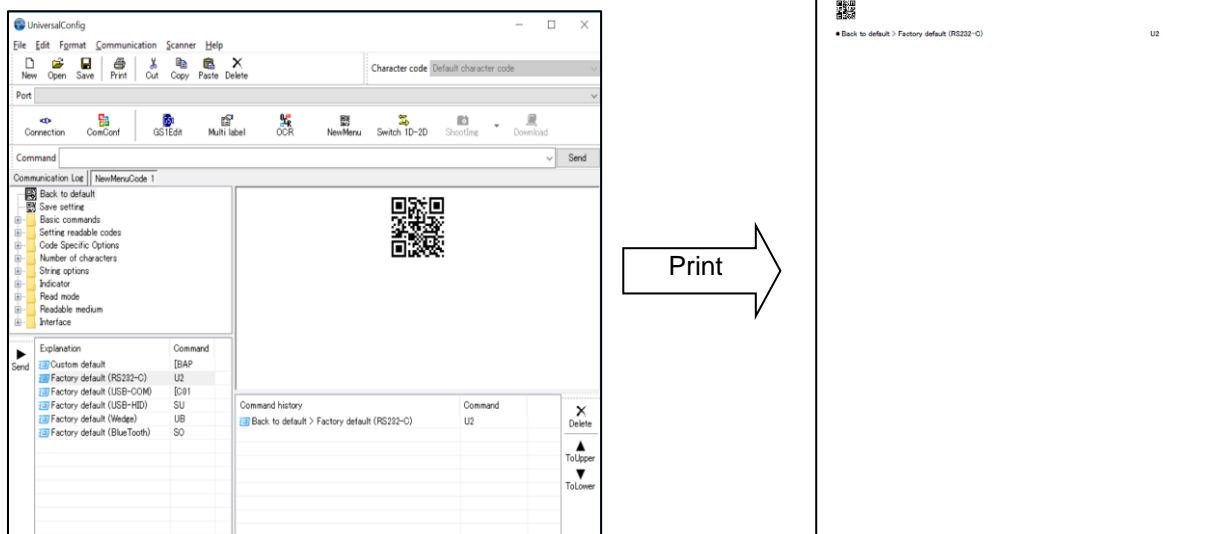 UniversalConfig
File Edit Format Communication Scanner Help
New Open Save Print Cut Copy Paste Delete
Character code Default character code
Port
Connection ComConf GS1Edit Multi label OCR NewMenu Switch 1D-2D ShootImg Download
Command Send
Communication Log NewMenuCode 1
Back to default
Save setting
Basic commands
Setting readable codes
Code Specific Options
Number of characters
String options
Indicator
Read mode
Readable medium
Interface
Send
Explanation Command
Custom default [BAP
Factory default (RS232-C) U2
Factory default (USB-COM) [C01
Factory default (USB-HID) SU
Factory default (Wedge) UB
Factory default (BlueTooth) SO
Command history Command
Back to default > Factory default (RS232-C) U2
Delete
ToUpper
ToLower
Print
Back to default > Factory default (RS232-C) U2